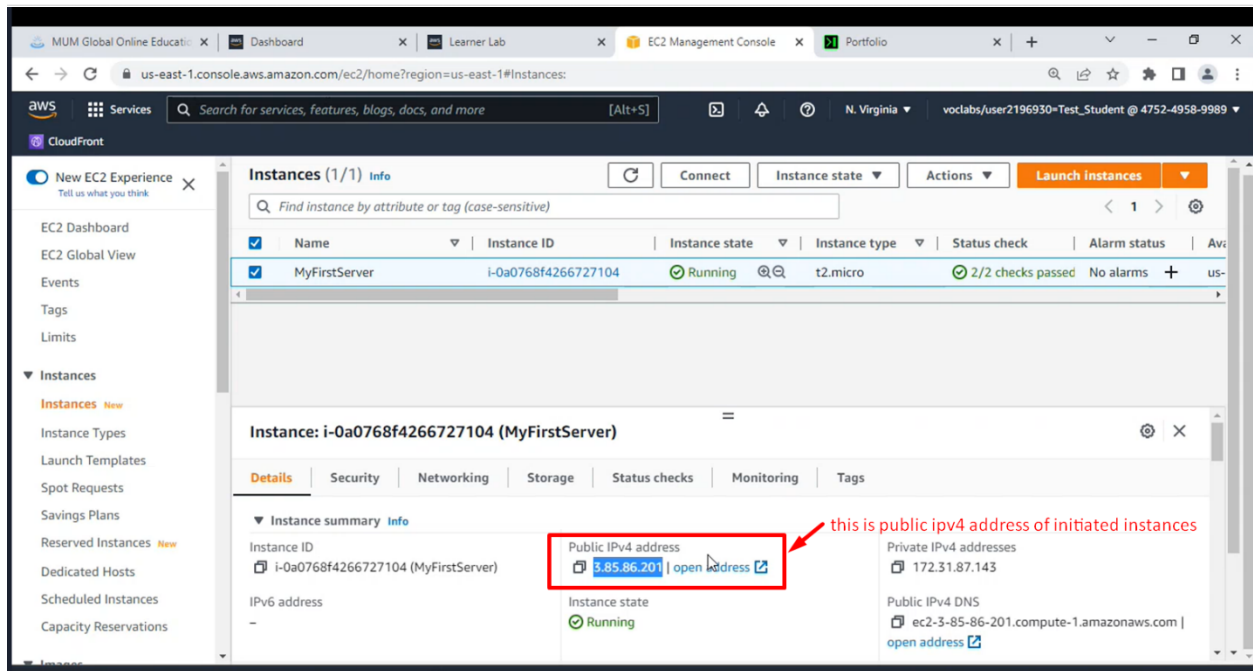 MUM Global Online Educatio
Dashboard
Learner Lab
EC2 Management Console
Portfolio
us-east-1.console.aws.amazon.com/ec2/home?region=us-east-1#Instances:
aws
Services
Search for services, features, blogs, docs, and more
[Alt+S]
N. Virginia
voclabs/user2196930=Test_Student @ 4752-4958-9989
CloudFront
New EC2 Experience
Tell us what you think
EC2 Dashboard
EC2 Global View
Events
Tags
Limits
Instances
Instances New
Instance Types
Launch Templates
Spot Requests
Savings Plans
Reserved Instances New
Dedicated Hosts
Scheduled Instances
Capacity Reservations
Instances (1/1) Info
Connect
Instance state
Actions
Launch instances
Find instance by attribute or tag (case-sensitive)
1
Name
Instance ID
Instance state
Instance type
Status check
Alarm status
Ava
MyFirstServer
i-0a0768f4266727104
Running
t2.micro
2/2 checks passed
No alarms
us-
Instance: i-0a0768f4266727104 (MyFirstServer)
Details
Security
Networking
Storage
Status checks
Monitoring
Tags
Instance summary Info
this is public ipv4 address of initiated instances
Instance ID
i-0a0768f4266727104 (MyFirstServer)
Public IPv4 address
3.85.86.201 | open address
Private IPv4 addresses
172.31.87.143
IPv6 address
–
Instance state
Running
Public IPv4 DNS
ec2-3-85-86-201.compute-1.amazonaws.com |
open address